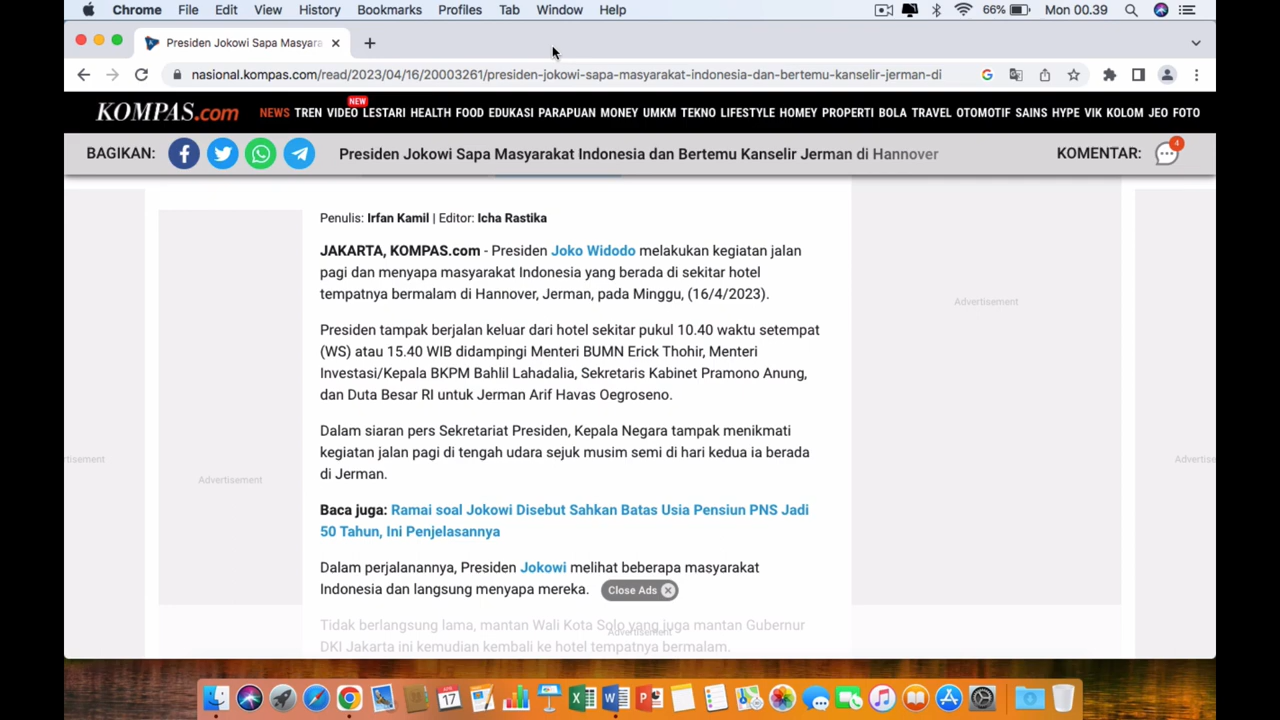 Chrome File Edit View History Bookmarks Profiles Tab Window Help 66% Mon 00.39
Presiden Jokowi Sapa Masyara
nasional.kompas.com/read/2023/04/16/20003261/presiden-jokowi-sapa-masyarakat-indonesia-dan-bertemu-kanselir-jerman-di
NEW
KOMPAS.com NEWS TREN VIDEO LESTARI HEALTH FOOD EDUKASI PARAPUAN MONEY UMKM TEKNO LIFESTYLE HOMEY PROPERTI BOLA TRAVEL OTOMOTIF SAINS HYPE VIK KOLOM JEO FOTO
BAGIKAN: Presiden Jokowi Sapa Masyarakat Indonesia dan Bertemu Kanselir Jerman di Hannover KOMENTAR: 4
Penulis: Irfan Kamil | Editor: Icha Rastika
JAKARTA, KOMPAS.com - Presiden Joko Widodo melakukan kegiatan jalan
pagi dan menyapa masyarakat Indonesia yang berada di sekitar hotel
tempatnya bermalam di Hannover, Jerman, pada Minggu, (16/4/2023).
Advertisement
Presiden tampak berjalan keluar dari hotel sekitar pukul 10.40 waktu setempat
(WS) atau 15.40 WIB didampingi Menteri BUMN Erick Thohir, Menteri
Investasi/Kepala BKPM Bahlil Lahadalia, Sekretaris Kabinet Pramono Anung,
dan Duta Besar RI untuk Jerman Arif Havas Oegroseno.
Dalam siaran pers Sekretariat Presiden, Kepala Negara tampak menikmati
kegiatan jalan pagi di tengah udara sejuk musim semi di hari kedua ia berada
di Jerman.
tisement
Advertise
Advertisement
Baca juga: Ramai soal Jokowi Disebut Sahkan Batas Usia Pensiun PNS Jadi
50 Tahun, Ini Penjelasannya
Dalam perjalanannya, Presiden Jokowi melihat beberapa masyarakat
Indonesia dan langsung menyapa mereka.
Close Ads
Tidak berlangsung lama, mantan Wali Kota Solo yang juga mantan Gubernur
Advertisement
DKI Jakarta ini kemudian kembali ke hotel tempatnya bermalam.
17